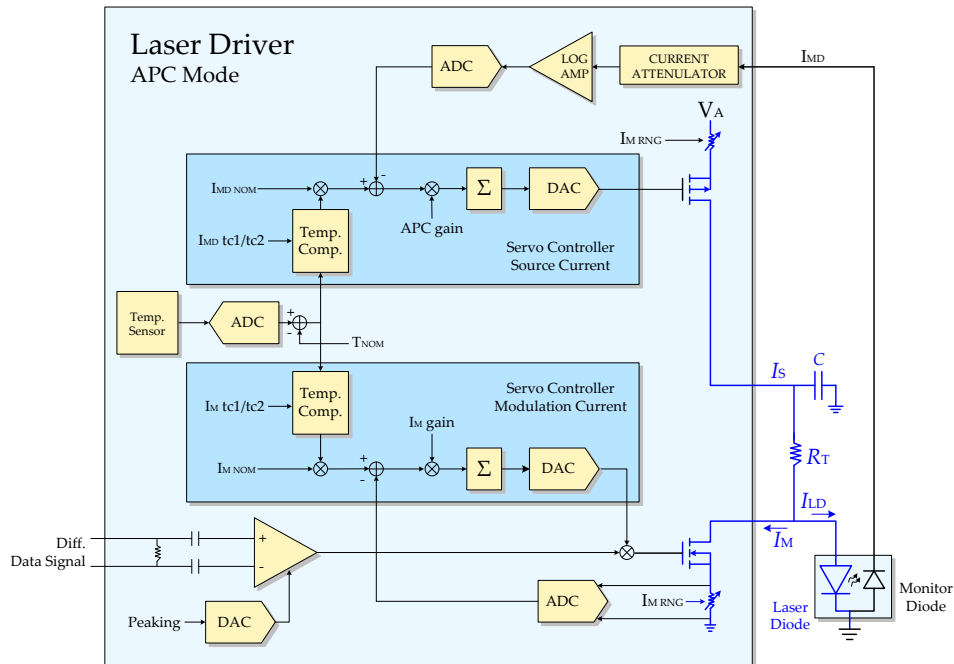 Laser Driver
APC Mode
ADC
LOG
AMP
CURRENT
ATTENULATOR
IMD
VA
IM RNG
IMD NOM
+
-
Σ
DAC
APC gain
IMD tc1/tc2
Temp.
Comp.
Servo Controller
Source Current
Temp.
Sensor
ADC
+
-
TNOM
IS
C
IM tc1/tc2
Temp.
Comp.
Servo Controller
Modulation Current
IM gain
RT
IM NOM
+
-
Σ
DAC
ILD
IM
Diff.
Data Signal
+
-
ADC
IM RNG
Peaking
DAC
Laser
Diode
Monitor
Diode